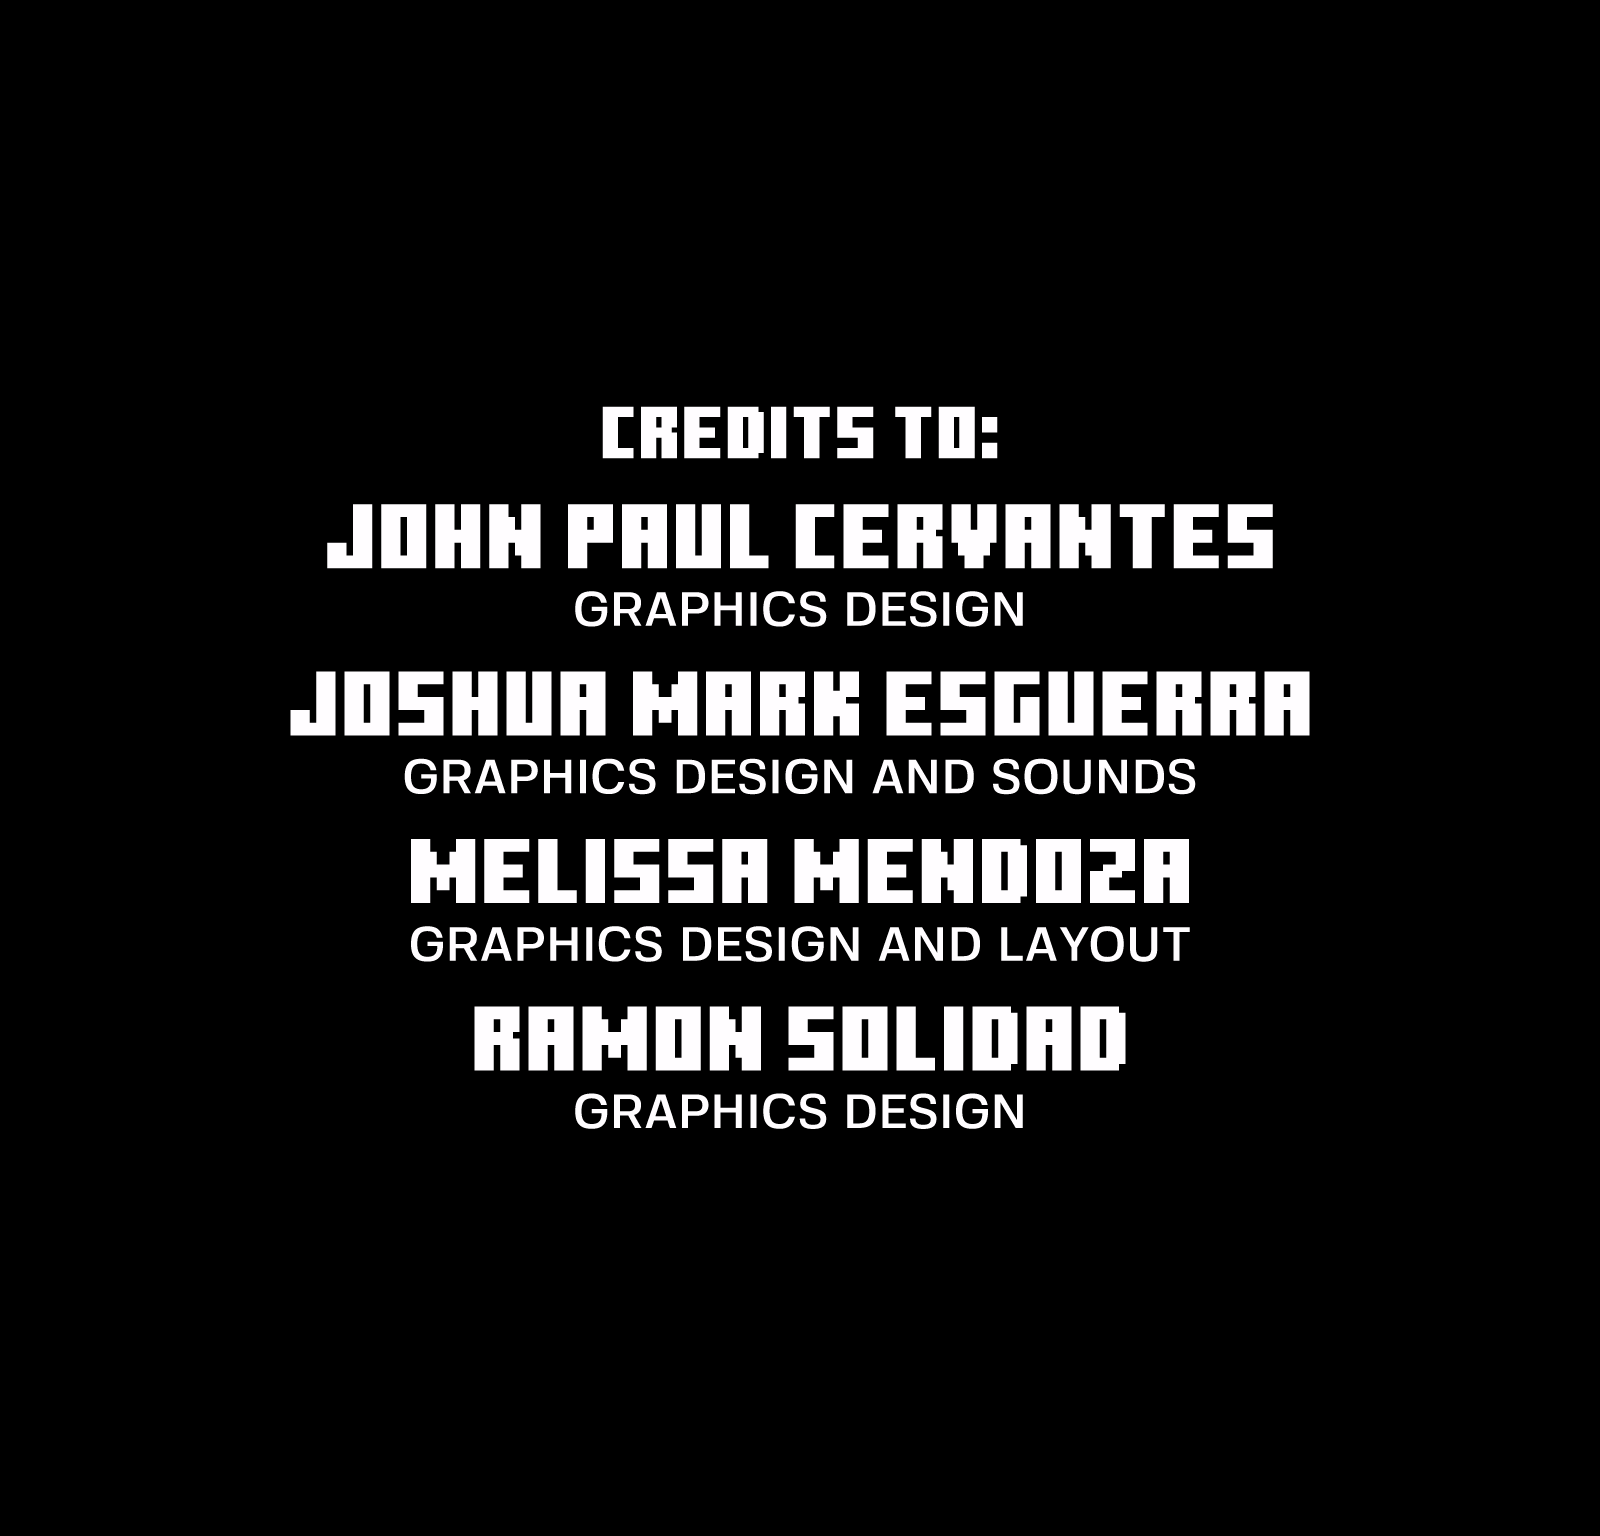 CREDITS TO:
JOHN PAUL CERVANTES
GRAPHICS DESIGN
JOSHUA MARK ESGUERRA
GRAPHICS DESIGN AND SOUNDS
MELISSA MENDOZA
GRAPHICS DESIGN AND LAYOUT
RAMON SOLIDAD
GRAPHICS DESIGN